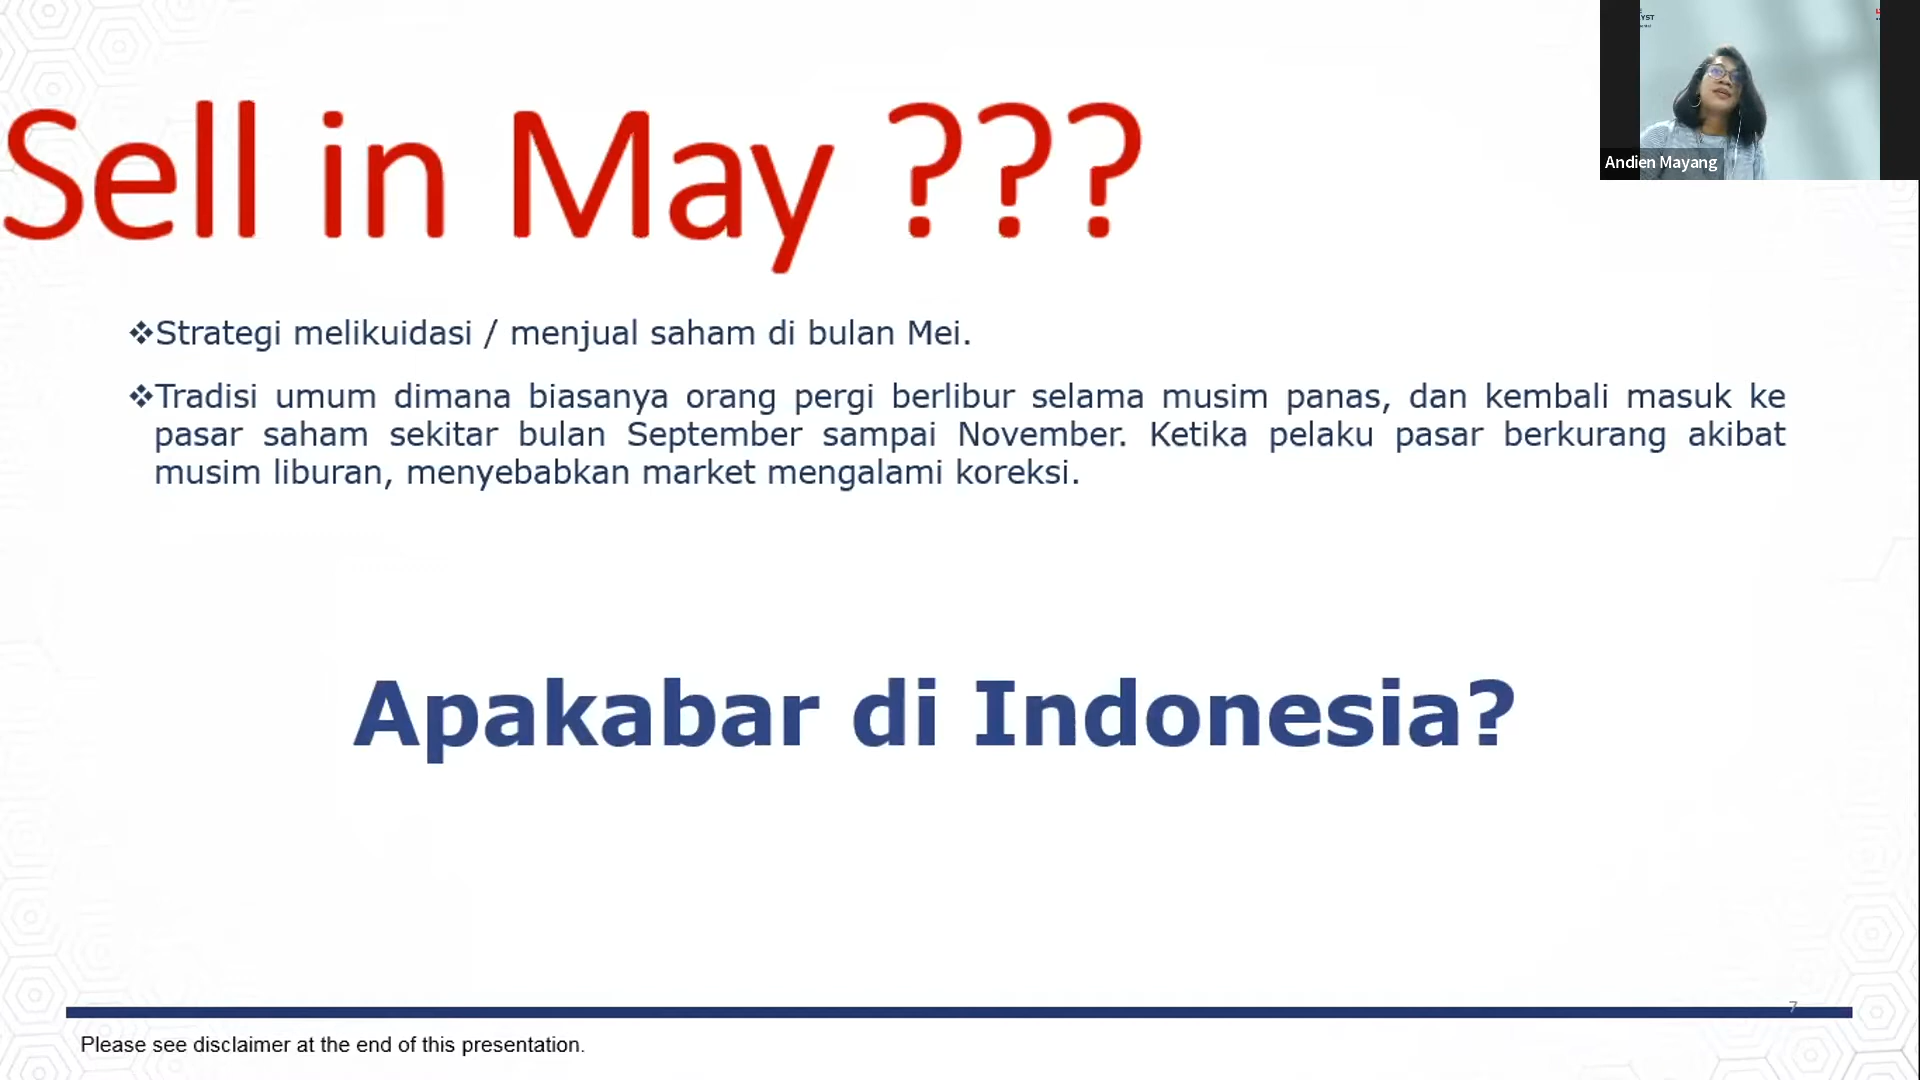 Sell in May ???
YST
Andien Mayang
❖Strategi melikuidasi / menjual saham di bulan Mei.
❖Tradisi umum dimana biasanya orang pergi berlibur selama musim panas, dan kembali masuk ke
pasar saham sekitar bulan September sampai November. Ketika pelaku pasar berkurang akibat
musim liburan, menyebabkan market mengalami koreksi.
Apakabar di Indonesia?
7
Please see disclaimer at the end of this presentation.